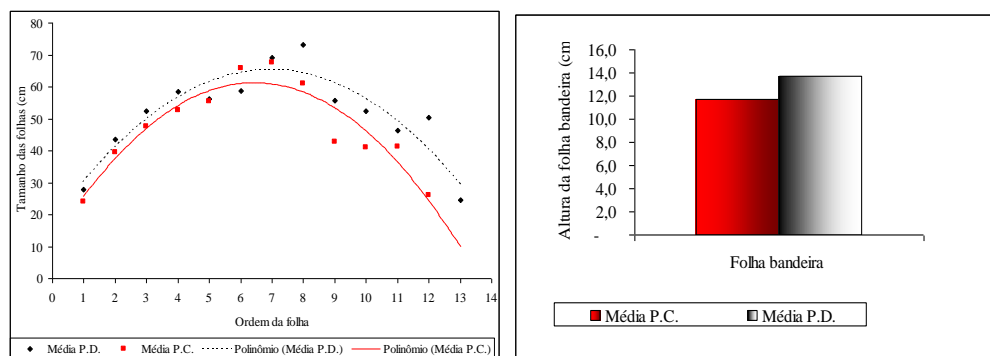 Tamanho das folhas (cm
80
70
60
50
40
30
20
10
0
0 1 2 3 4 5 6 7 8 9 10 11 12 13 14
Ordem da folha
Média P.D. Média P.C. Polinômio (Média P.D.) Polinômio (Média P.C.)
Altura da folha bandeira (cm
16,0
14,0
12,0
10,0
8,0
6,0
4,0
2,0
-
Folha bandeira
Média P.C. Média P.D.